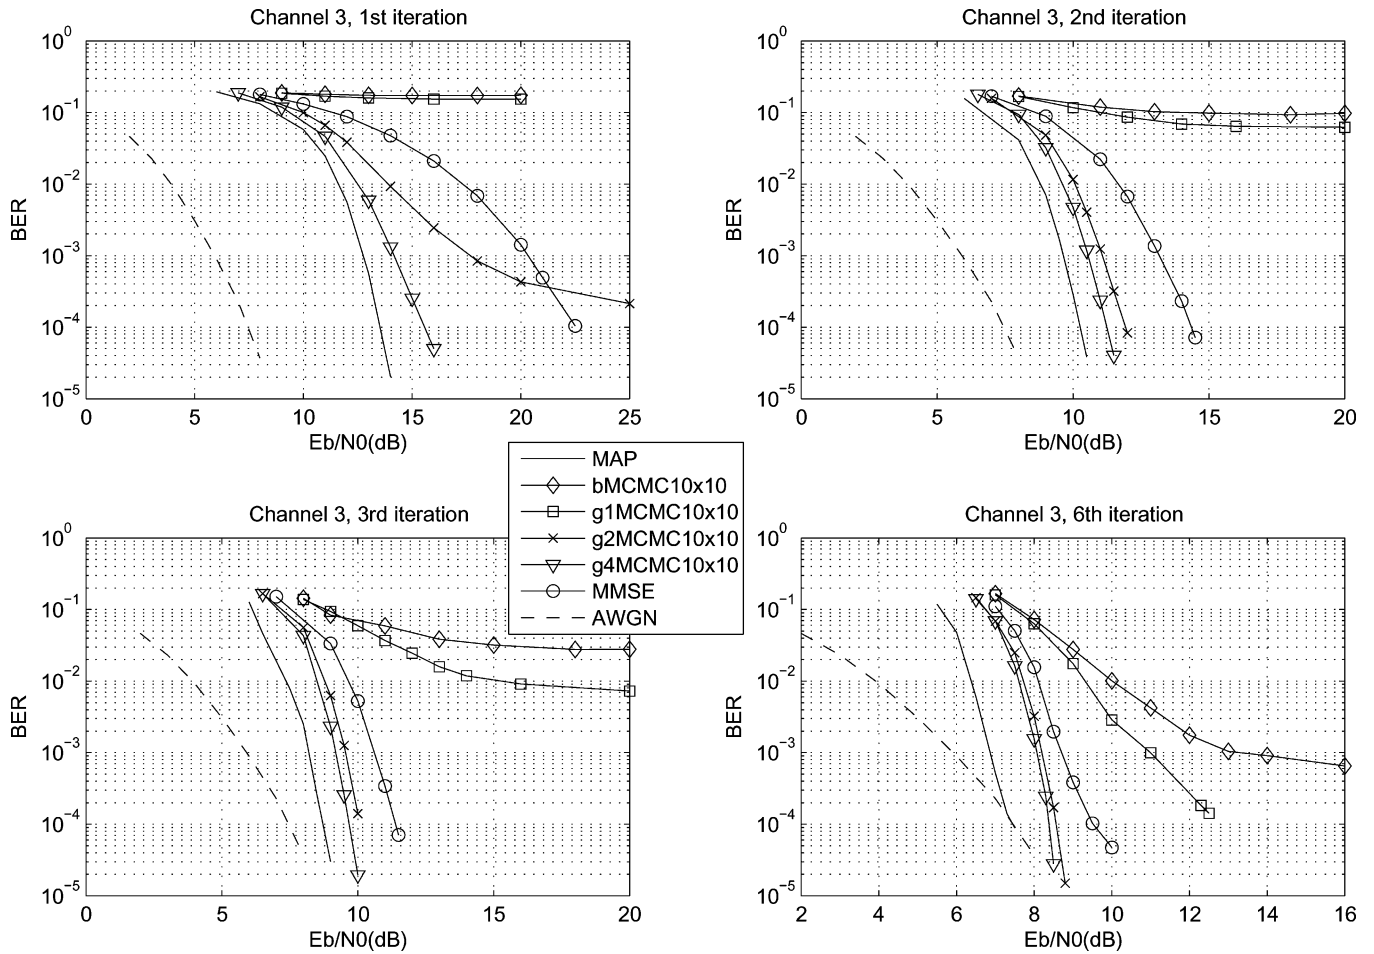 Channel 3, 1st iteration
10^0
10^-1
10^-2
10^-3
10^-4
10^-5
BER
0 5 10 15 20 25
Eb/N0(dB)
Channel 3, 2nd iteration
10^0
10^-1
10^-2
10^-3
10^-4
10^-5
BER
0 5 10 15 20
Eb/N0(dB)
MAP
bMCMC10x10
g1MCMC10x10
g2MCMC10x10
g4MCMC10x10
MMSE
AWGN
Channel 3, 3rd iteration
10^0
10^-1
10^-2
10^-3
10^-4
10^-5
BER
0 5 10 15 20
Eb/N0(dB)
Channel 3, 6th iteration
10^0
10^-1
10^-2
10^-3
10^-4
10^-5
BER
2 4 6 8 10 12 14 16
Eb/N0(dB)